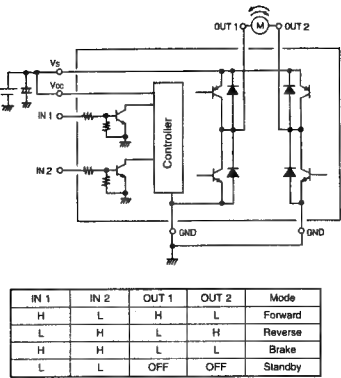 OUT 1 M OUT 2
Vs
Vcc
IN 1
Controller
IN 2
GND GND
IN 1 IN 2 OUT 1 OUT 2 Mode
H L H L Forward
L H L H Reverse
H H L L Brake
L L OFF OFF Standby